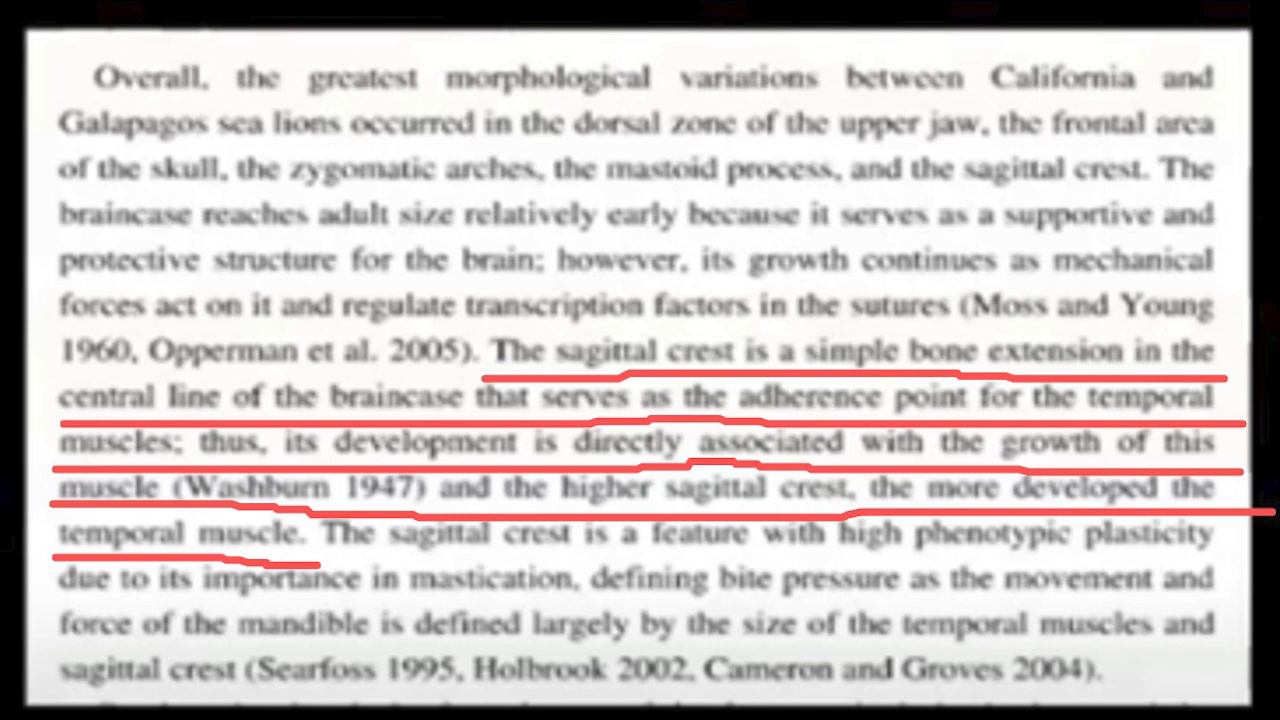 Overall, the greatest morphological variations between California and
Galapagos sea lions occurred in the dorsal zone of the upper jaw, the frontal area
of the skull, the zygomatic arches, the mastoid process, and the sagittal crest. The
braincase reaches adult size relatively early because it serves as a supportive and
protective structure for the brain; however, its growth continues as mechanical
forces act on it and regulate transcription factors in the sutures (Moss and Young
1960, Opperman et al. 2005). The sagittal crest is a simple bone extension in the
central line of the braincase that serves as the adherence point for the temporal
muscles; thus, its development is directly associated with the growth of this
muscle (Washburn 1947) and the higher sagittal crest, the more developed the
temporal muscle. The sagittal crest is a feature with high phenotypic plasticity
due to its importance in mastication, defining bite pressure as the movement and
force of the mandible is defined largely by the size of the temporal muscles and
sagittal crest (Searfoss 1995, Holbrook 2002, Cameron and Groves 2004).